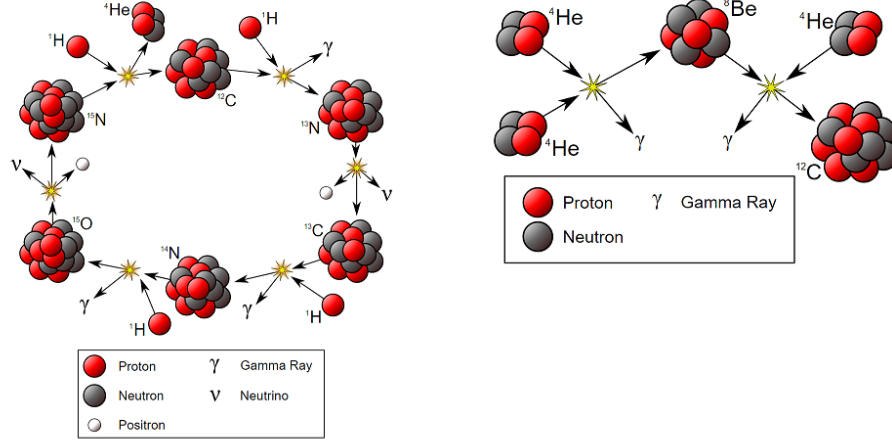 ⁴He
¹H
¹H
γ
¹²C
¹⁵N
¹³N
ν
ν
¹⁵O
¹³C
¹⁴N
γ
γ
¹H
¹H
Proton γ Gamma Ray
Neutron ν Neutrino
Positron
⁴He
⁸Be
⁴He
⁴He
γ
γ
¹²C
Proton γ Gamma Ray
Neutron